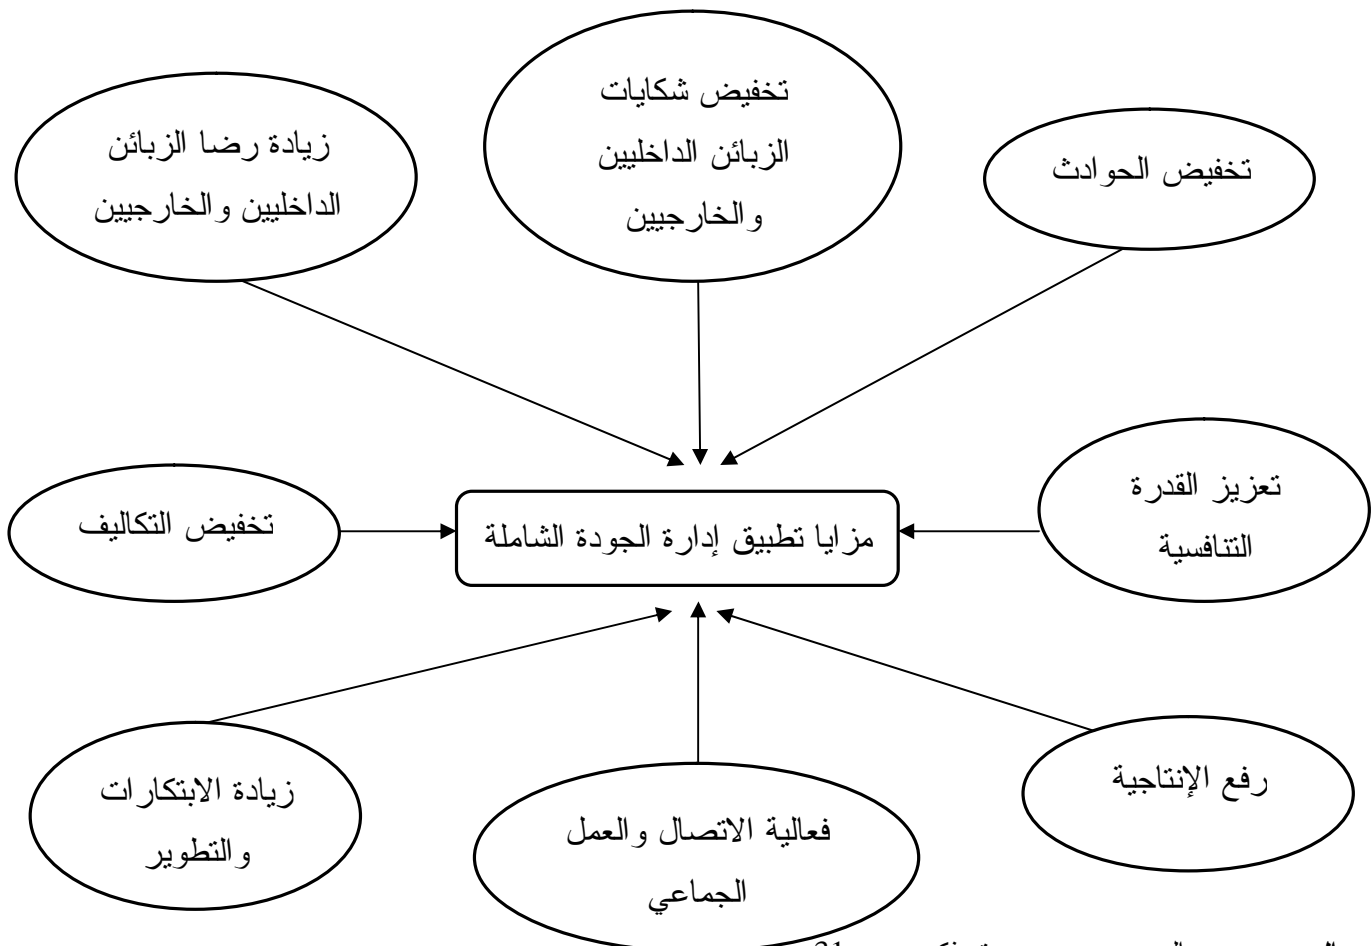 تخفيض شكايات
الزبائن الداخليين
والخارجيين
تخفيض الحوادث
زيادة رضا الزبائن
الداخليين والخارجيين
تعزيز القدرة
التنافسية
مزايا تطبيق إدارة الجودة الشاملة
تخفيض التكاليف
رفع الإنتاجية
فعالية الاتصال والعمل
الجماعي
زيادة الابتكارات
والتطوير
31